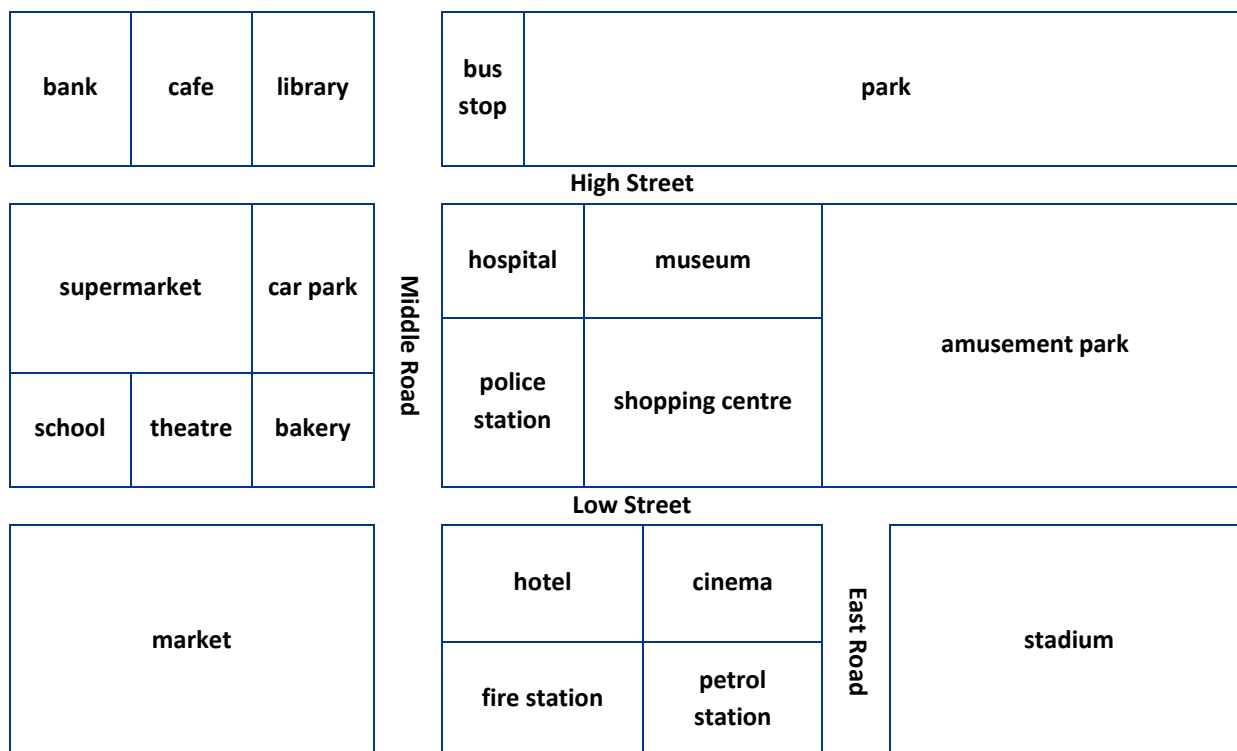 bank
cafe
library
bus
stop
park
High Street
supermarket
car park
Middle Road
hospital
museum
amusement park
school
theatre
bakery
police
station
shopping centre
Low Street
market
hotel
cinema
East Road
stadium
fire station
petrol
station